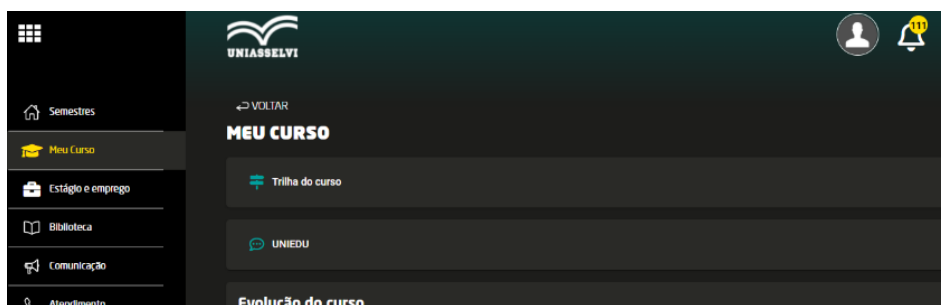 111
UNIASSELVI
VOLTAR
MEU CURSO
Semestres
Meu Curso
Estágio e emprego
Biblioteca
Comunicação
Atendimento
Trilha do curso
UNIEDU
Evolução do curso